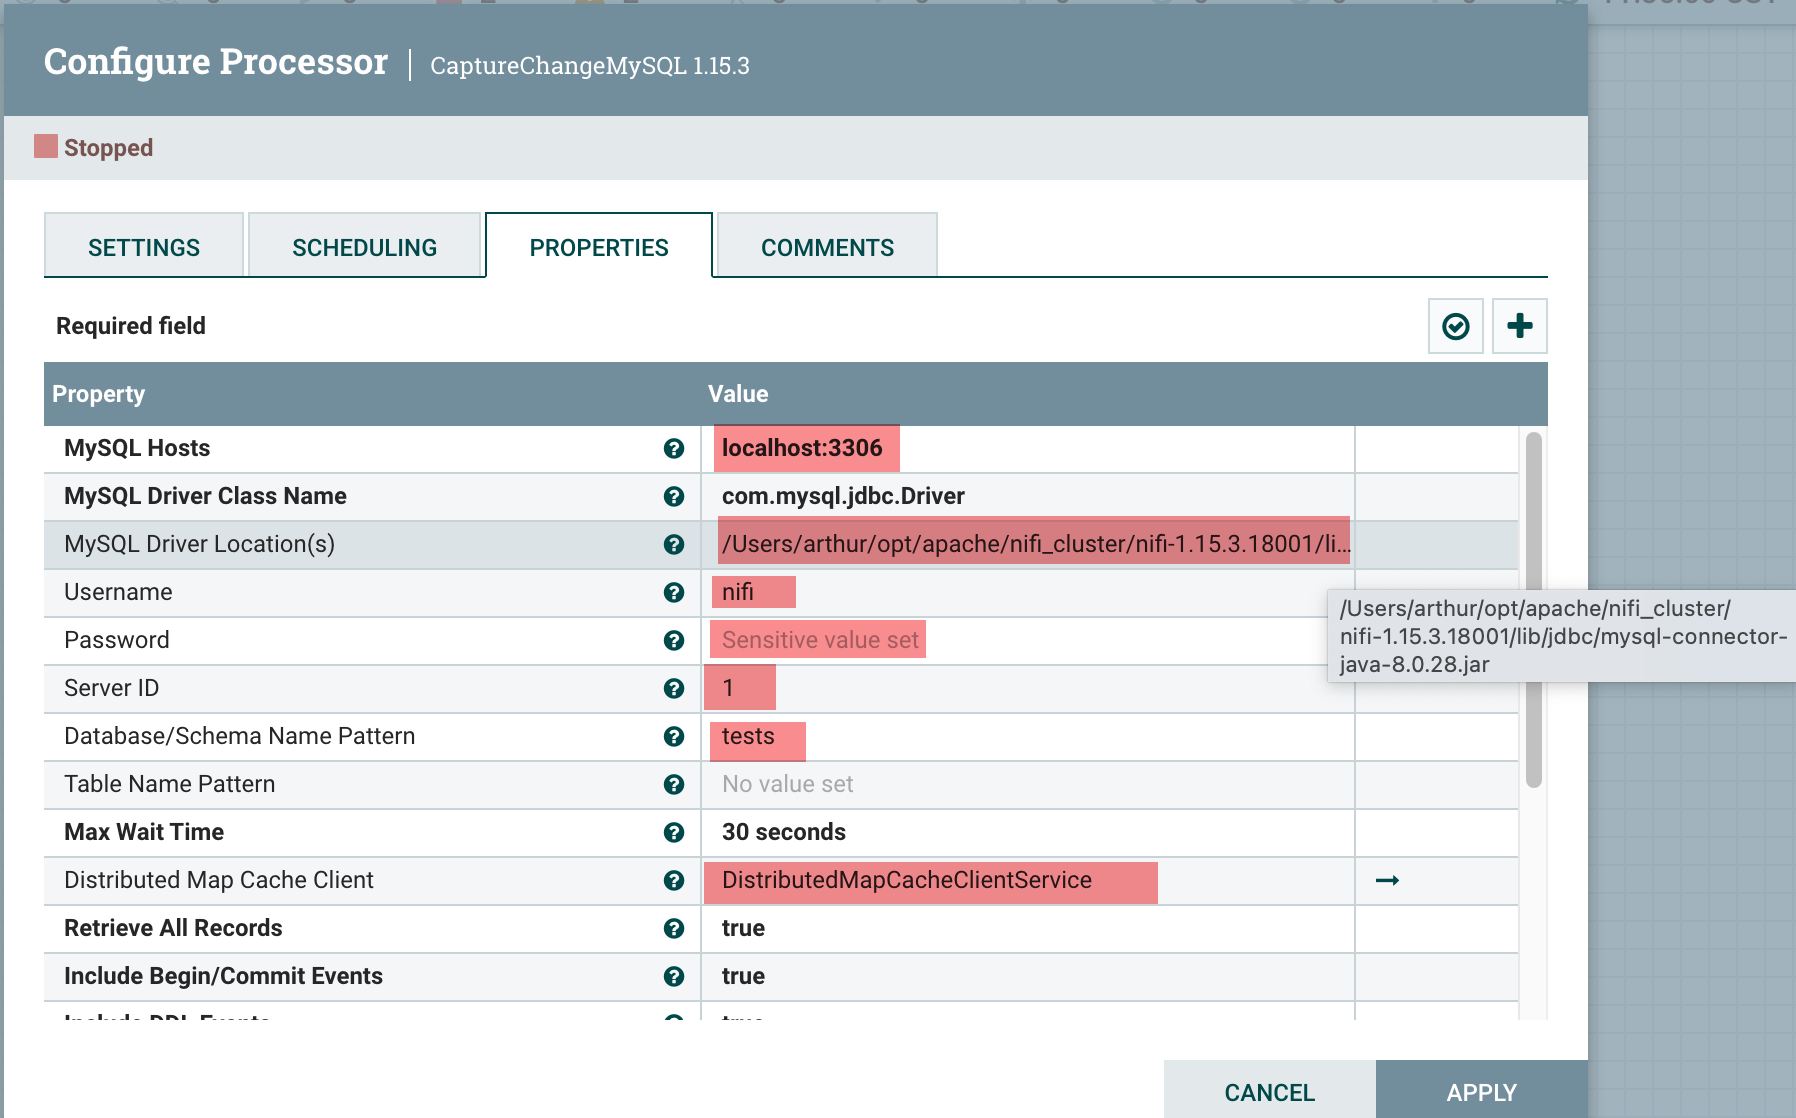 Configure Processor | CaptureChangeMySQL 1.15.3
Stopped
SETTINGS SCHEDULING PROPERTIES COMMENTS
Required field
Property Value
MySQL Hosts localhost:3306
MySQL Driver Class Name com.mysql.jdbc.Driver
MySQL Driver Location(s) /Users/arthur/opt/apache/nifi_cluster/nifi-1.15.3.18001/li...
Username nifi
/Users/arthur/opt/apache/nifi_cluster/
nifi-1.15.3.18001/lib/jdbc/mysql-connector-
java-8.0.28.jar
Password Sensitive value set
Server ID 1
Database/Schema Name Pattern tests
Table Name Pattern No value set
Max Wait Time 30 seconds
Distributed Map Cache Client DistributedMapCacheClientService
Retrieve All Records true
Include Begin/Commit Events true
Include DDL Events true
CANCEL APPLY